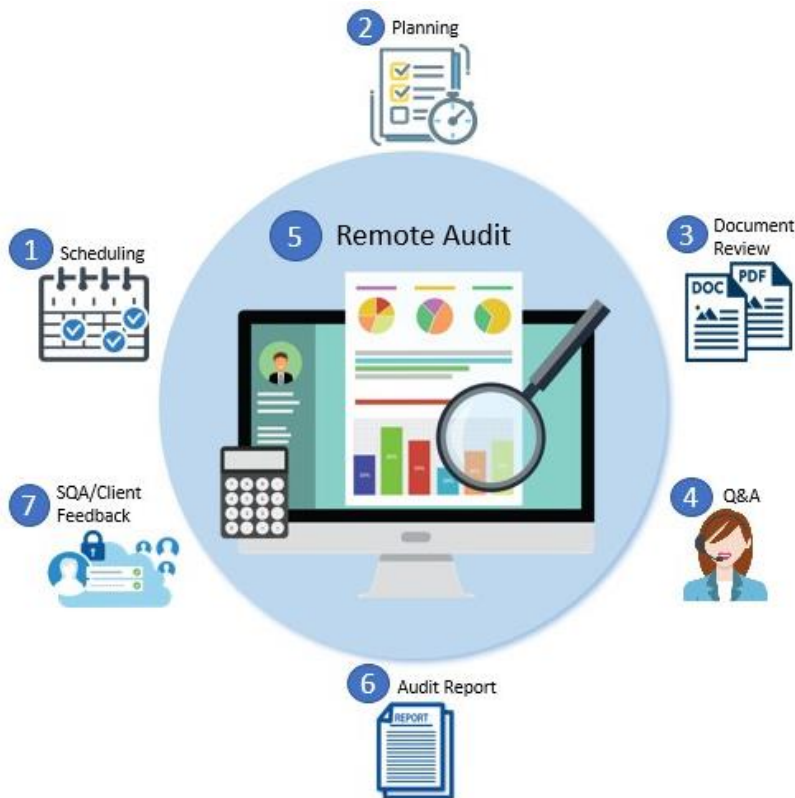 2 Planning
1 Scheduling
5 Remote Audit
3 Document
Review
DOC
PDF
7 SQA/Client
Feedback
4 Q&A
6 Audit Report
REPORT